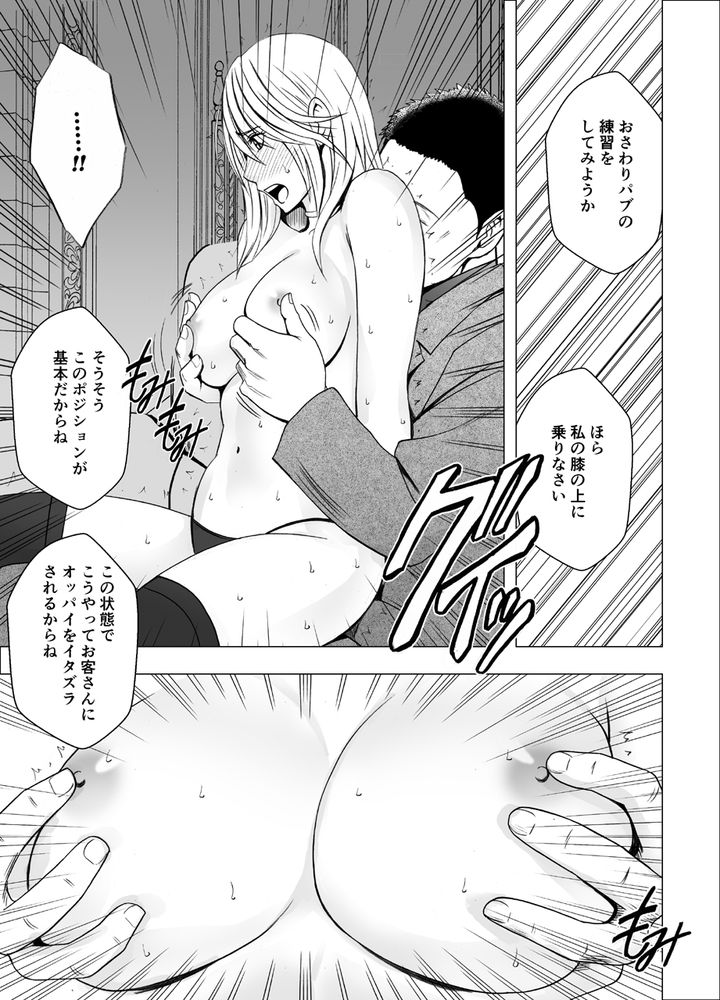 おさわりパブの
練習を
してみようか
ほら
私の膝の上に
乗りなさい
グイッ
……!!
もみ
もみ
そうそう
このポジションが
基本だからね
この状態で
こうやってお客さんに
オッパイをイタズラ
されるからね
もみ